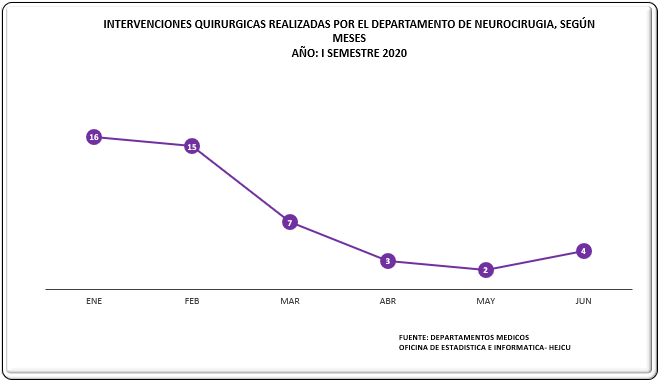 INTERVENCIONES QUIRURGICAS REALIZADAS POR EL DEPARTAMENTO DE NEUROCIRUGIA, SEGÚN
MESES
AÑO: I SEMESTRE 2020
16
15
7
3
2
4
ENE FEB MAR ABR MAY JUN
FUENTE: DEPARTAMENTOS MEDICOS
OFICINA DE ESTADISTICA E INFORMATICA- HEJCU